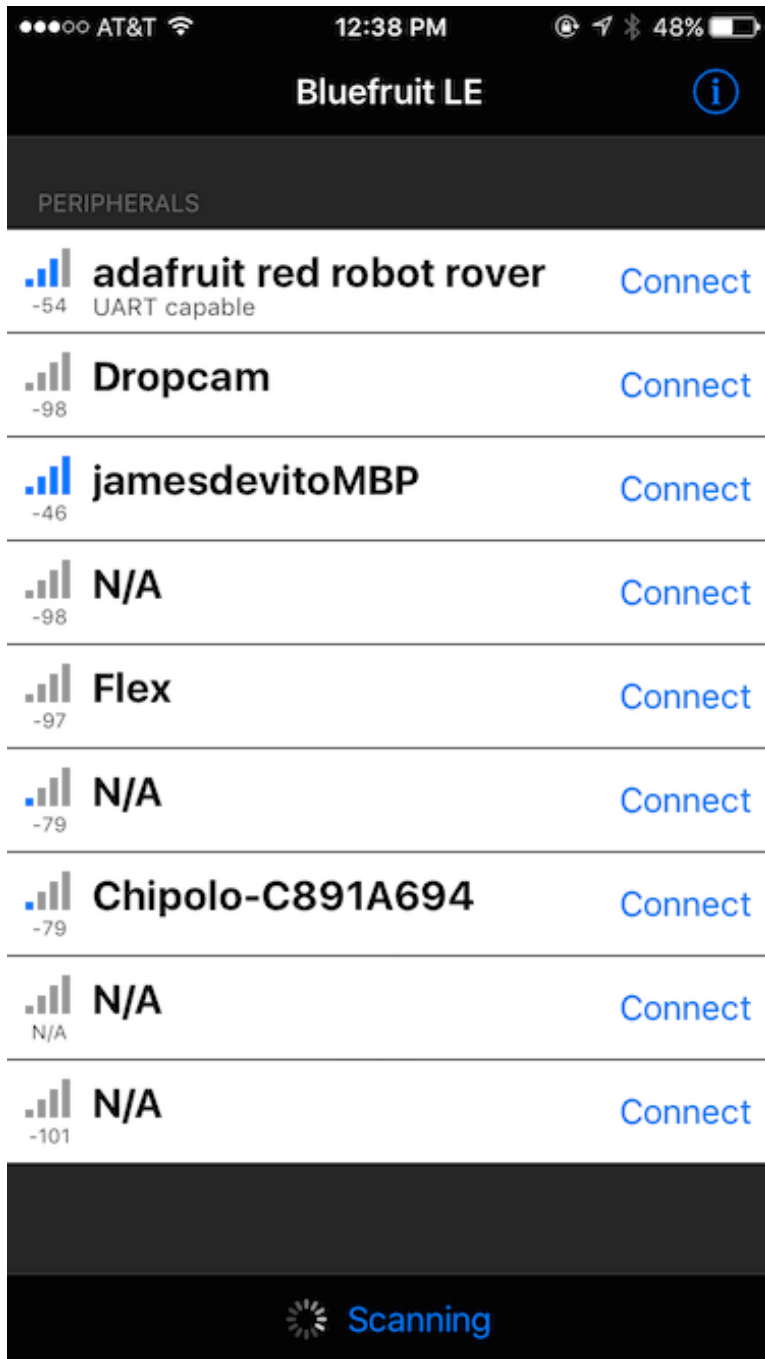 AT&T 12:38 PM 48%
Bluefruit LE
PERIPHERALS
adafruit red robot rover Connect
-54 UART capable
Dropcam Connect
-98
jamesdevitoMBP Connect
-46
N/A Connect
-98
Flex Connect
-97
N/A Connect
-79
Chipolo-C891A694 Connect
-79
N/A Connect
N/A
N/A Connect
-101
Scanning